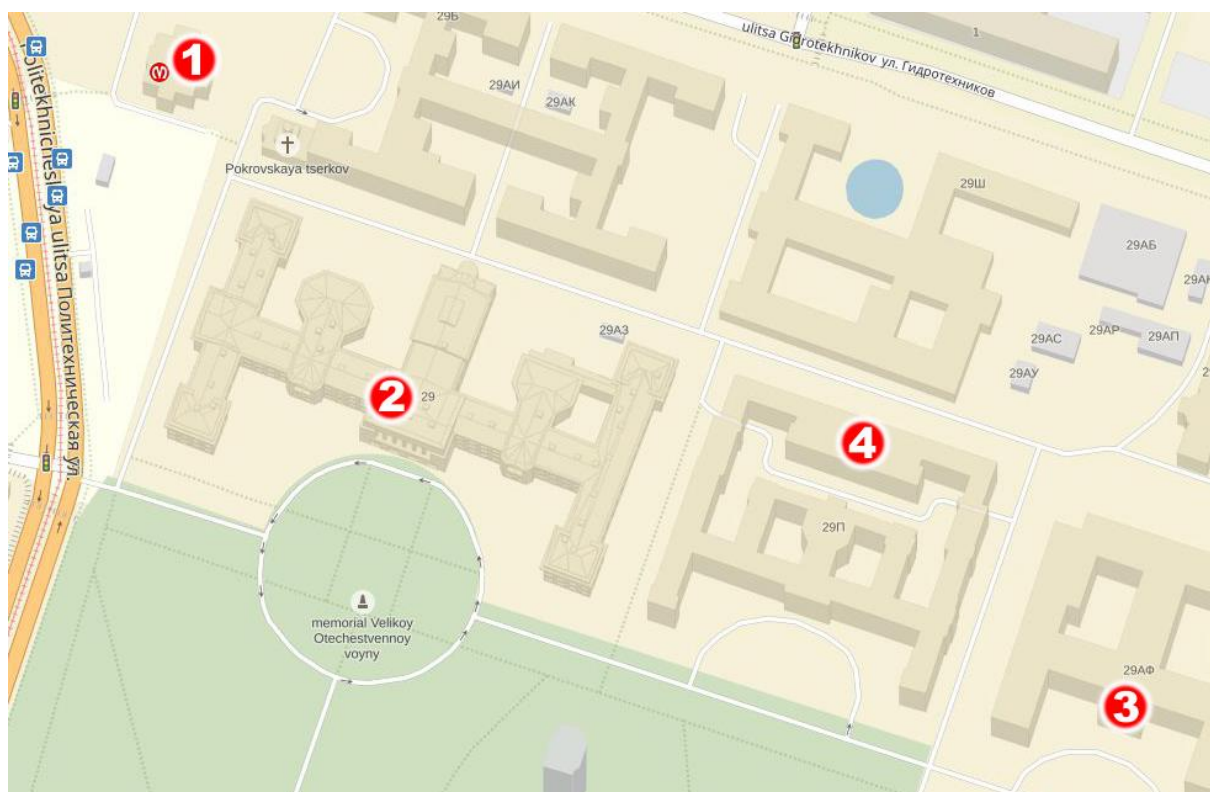 29Б
ulitsa Gidrotekhnikov ул. Гидротехников
1
1
М
29АИ
29АК
Pokrovskaya tserkov
Politekhnicheskaya ulitsa Политехническая ул.
29Ш
29АБ
29АЗ
29АР
29АП
29АС
29АУ
2
29
4
29П
memorial Velikoy
Otechestvennoy
voyny
29АФ
3